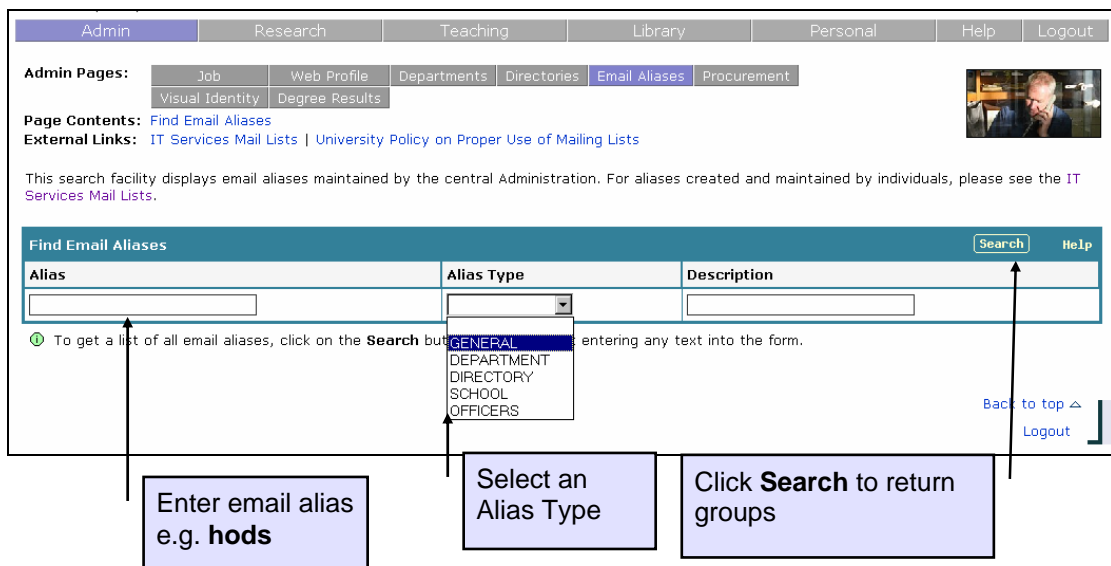 Admin Research Teaching Library Personal Help Logout
Admin Pages: Job Web Profile Departments Directories Email Aliases Procurement
Visual Identity Degree Results
Page Contents: Find Email Aliases
External Links: IT Services Mail Lists | University Policy on Proper Use of Mailing Lists
This search facility displays email aliases maintained by the central Administration. For aliases created and maintained by individuals, please see the IT
Services Mail Lists.
Find Email Aliases Search Help
Alias Alias Type Description
To get a list of all email aliases, click on the Search but entering any text into the form.
GENERAL
DEPARTMENT
DIRECTORY
SCHOOL
OFFICERS
Back to top
Logout
Enter email alias
e.g. hods
Select an
Alias Type
Click Search to return
groups